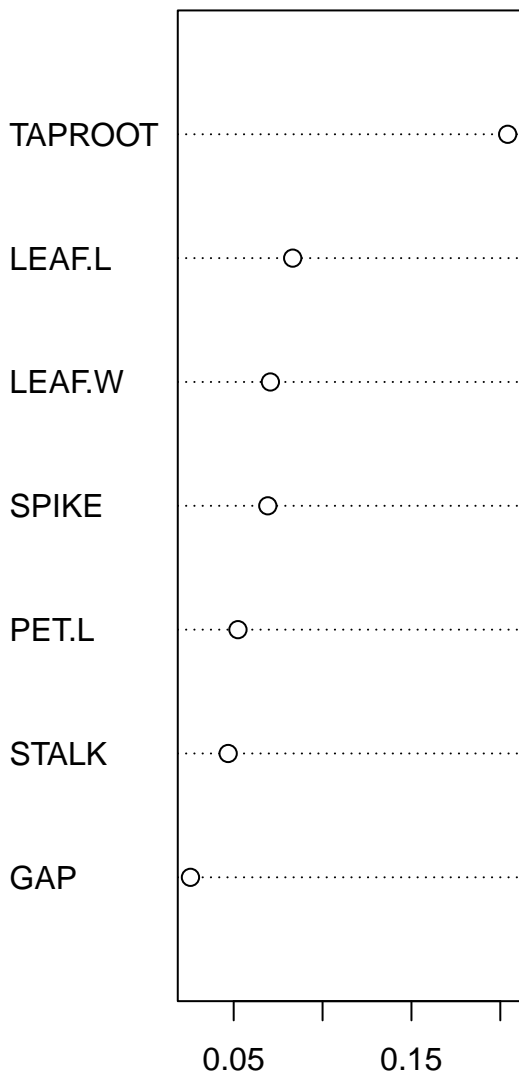 TAPROOT
LEAF.L
LEAF.W
SPIKE
PET.L
STALK
GAP
0.05 0.15